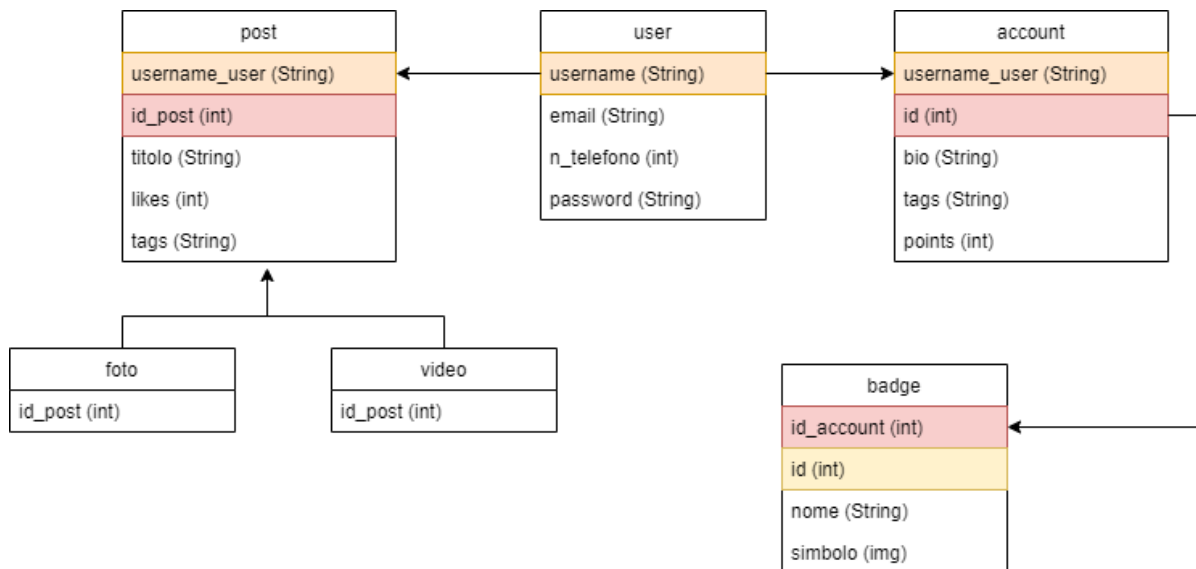 post
username_user (String)
id_post (int)
titolo (String)
likes (int)
tags (String)
user
username (String)
email (String)
n_telefono (int)
password (String)
account
username_user (String)
id (int)
bio (String)
tags (String)
points (int)
foto
id_post (int)
video
id_post (int)
badge
id_account (int)
id (int)
nome (String)
simbolo (img)